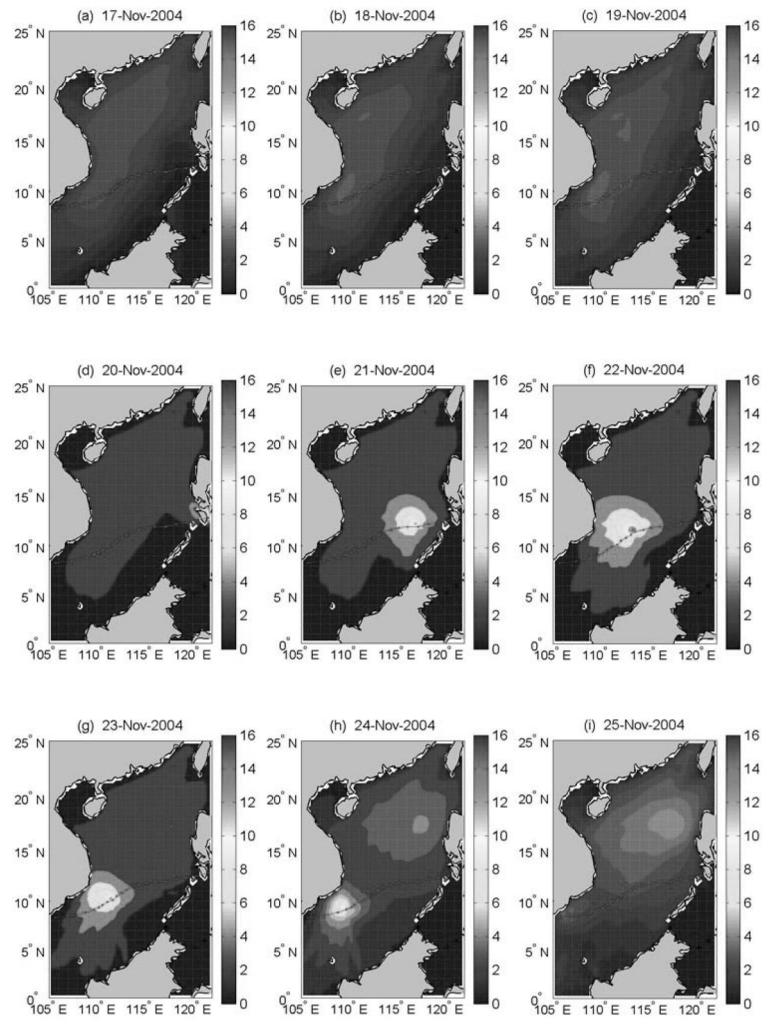 (a) 17-Nov-2004
(b) 18-Nov-2004
(c) 19-Nov-2004
25° N
20° N
15° N
10° N
5° N
0°
105° E 110° E 115° E 120° E
16
14
12
10
8
6
4
2
0
25° N
20° N
15° N
10° N
5° N
0°
105° E 110° E 115° E 120° E
16
14
12
10
8
6
4
2
0
25° N
20° N
15° N
10° N
5° N
0°
105° E 110° E 115° E 120° E
16
14
12
10
8
6
4
2
0
(d) 20-Nov-2004
(e) 21-Nov-2004
(f) 22-Nov-2004
25° N
20° N
15° N
10° N
5° N
0°
105° E 110° E 115° E 120° E
16
14
12
10
8
6
4
2
0
25° N
20° N
15° N
10° N
5° N
0°
105° E 110° E 115° E 120° E
16
14
12
10
8
6
4
2
0
25° N
20° N
15° N
10° N
5° N
0°
105° E 110° E 115° E 120° E
16
14
12
10
8
6
4
2
0
(g) 23-Nov-2004
(h) 24-Nov-2004
(i) 25-Nov-2004
25° N
20° N
15° N
10° N
5° N
0°
105° E 110° E 115° E 120° E
16
14
12
10
8
6
4
2
0
25° N
20° N
15° N
10° N
5° N
0°
105° E 110° E 115° E 120° E
16
14
12
10
8
6
4
2
0
25° N
20° N
15° N
10° N
5° N
0°
105° E 110° E 115° E 120° E
16
14
12
10
8
6
4
2
0